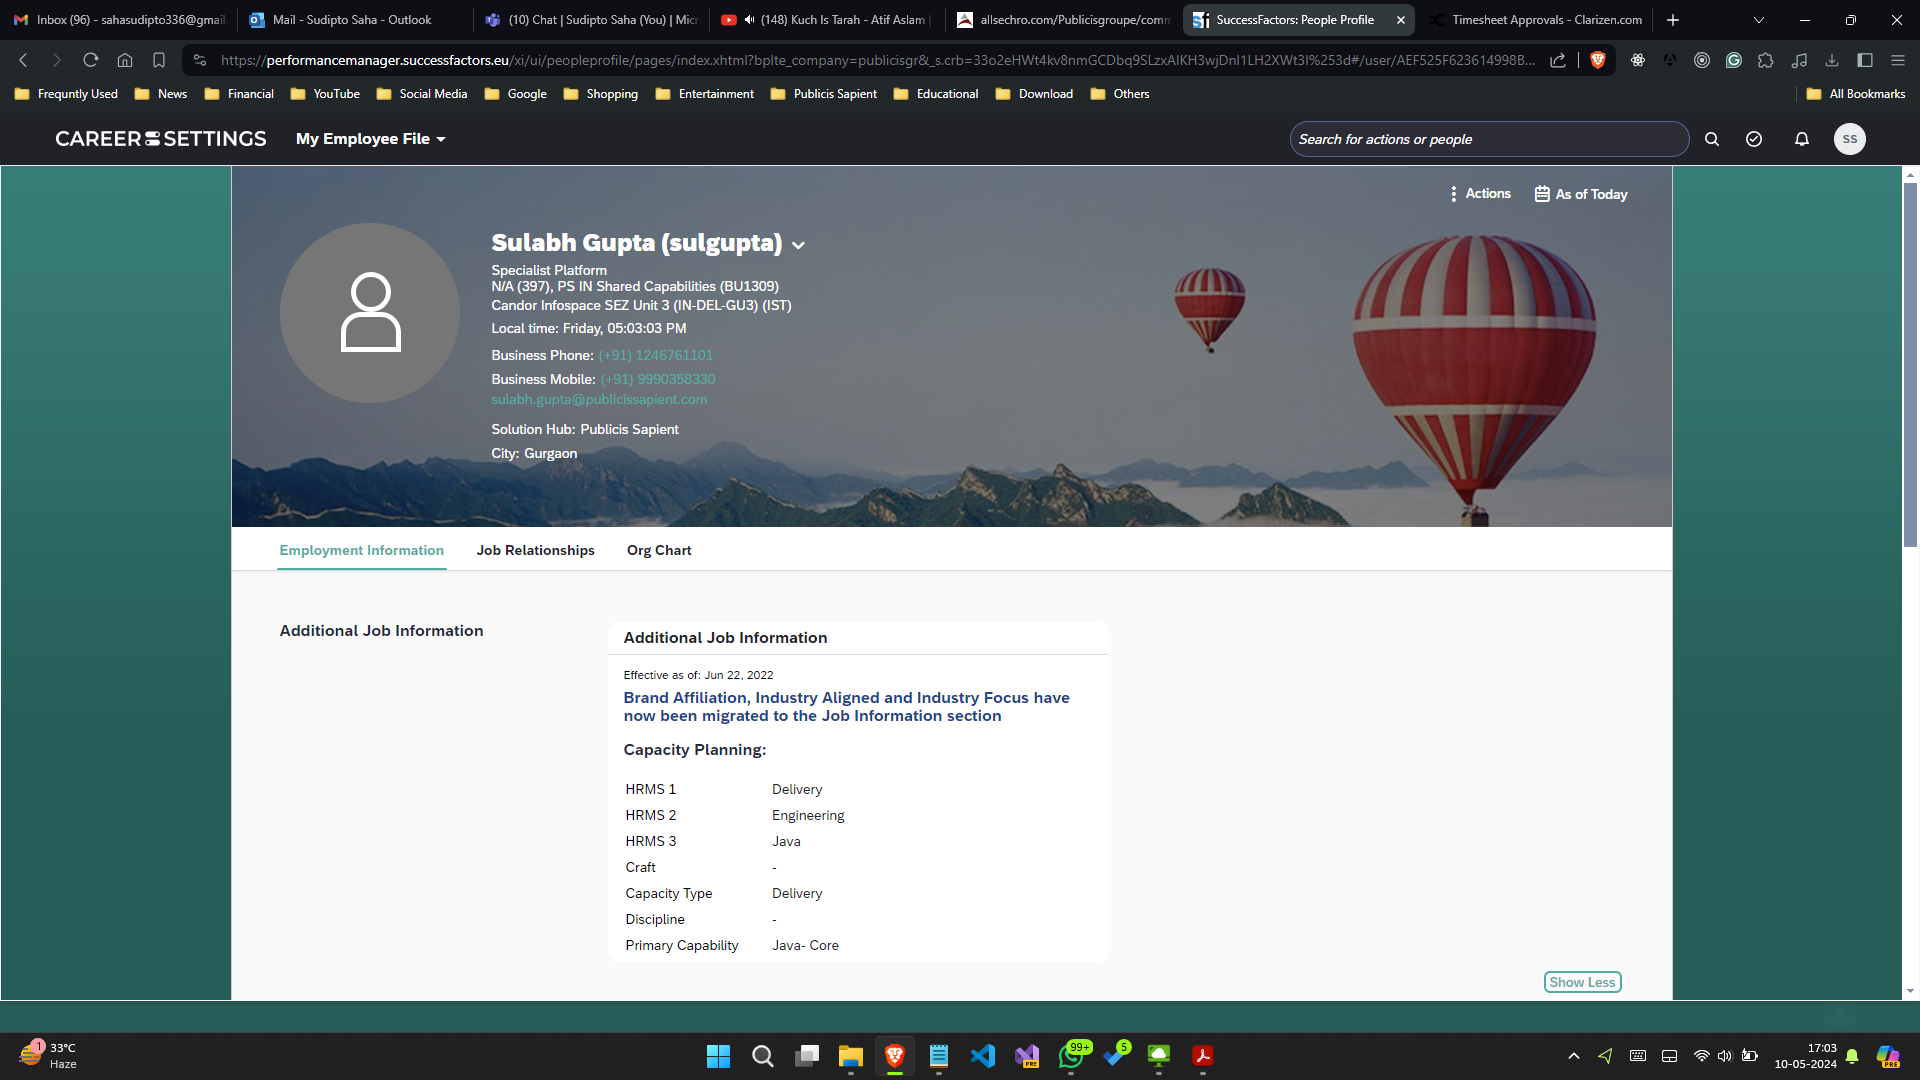 Inbox (96) - sahasudipto336@gmail.
Mail - Sudipto Saha - Outlook
(10) Chat | Sudipto Saha (You) | Micr
(148) Kuch Is Tarah - Atif Aslam |
allsechro.com/Publicisgroupe/comm
SuccessFactors: People Profile
Timesheet Approvals - Clarizen.com
https://performancemanager.successfactors.eu/xi/ui/peopleprofile/pages/index.xhtml?bplte_company=publicisgr&_s.crb=33o2eHWt4kv8nmGCDbq9SLzxAIKH3wjDnI1LH2XWt3I%253d#/user/AEF525F623614998B...
Frequntly Used
News
Financial
YouTube
Social Media
Google
Shopping
Entertainment
Publicis Sapient
Educational
Download
Others
All Bookmarks
CAREER SETTINGS
My Employee File
Search for actions or people
SS
Actions
As of Today
Sulabh Gupta (sulgupta)
Specialist Platform
N/A (397), PS IN Shared Capabilities (BU1309)
Candor Infospace SEZ Unit 3 (IN-DEL-GU3) (IST)
Local time: Friday, 05:03:03 PM
Business Phone: (+91) 1246761101
Business Mobile: (+91) 9990358330
sulabh.gupta@publicissapient.com
Solution Hub: Publicis Sapient
City: Gurgaon
Employment Information
Job Relationships
Org Chart
Additional Job Information
Additional Job Information
Effective as of: Jun 22, 2022
Brand Affiliation, Industry Aligned and Industry Focus have
now been migrated to the Job Information section
Capacity Planning:
HRMS 1 Delivery
HRMS 2 Engineering
HRMS 3 Java
Craft -
Capacity Type Delivery
Discipline -
Primary Capability Java- Core
Show Less
1
33°C
Haze
PRE
99+
5
17:03
10-05-2024
PRE